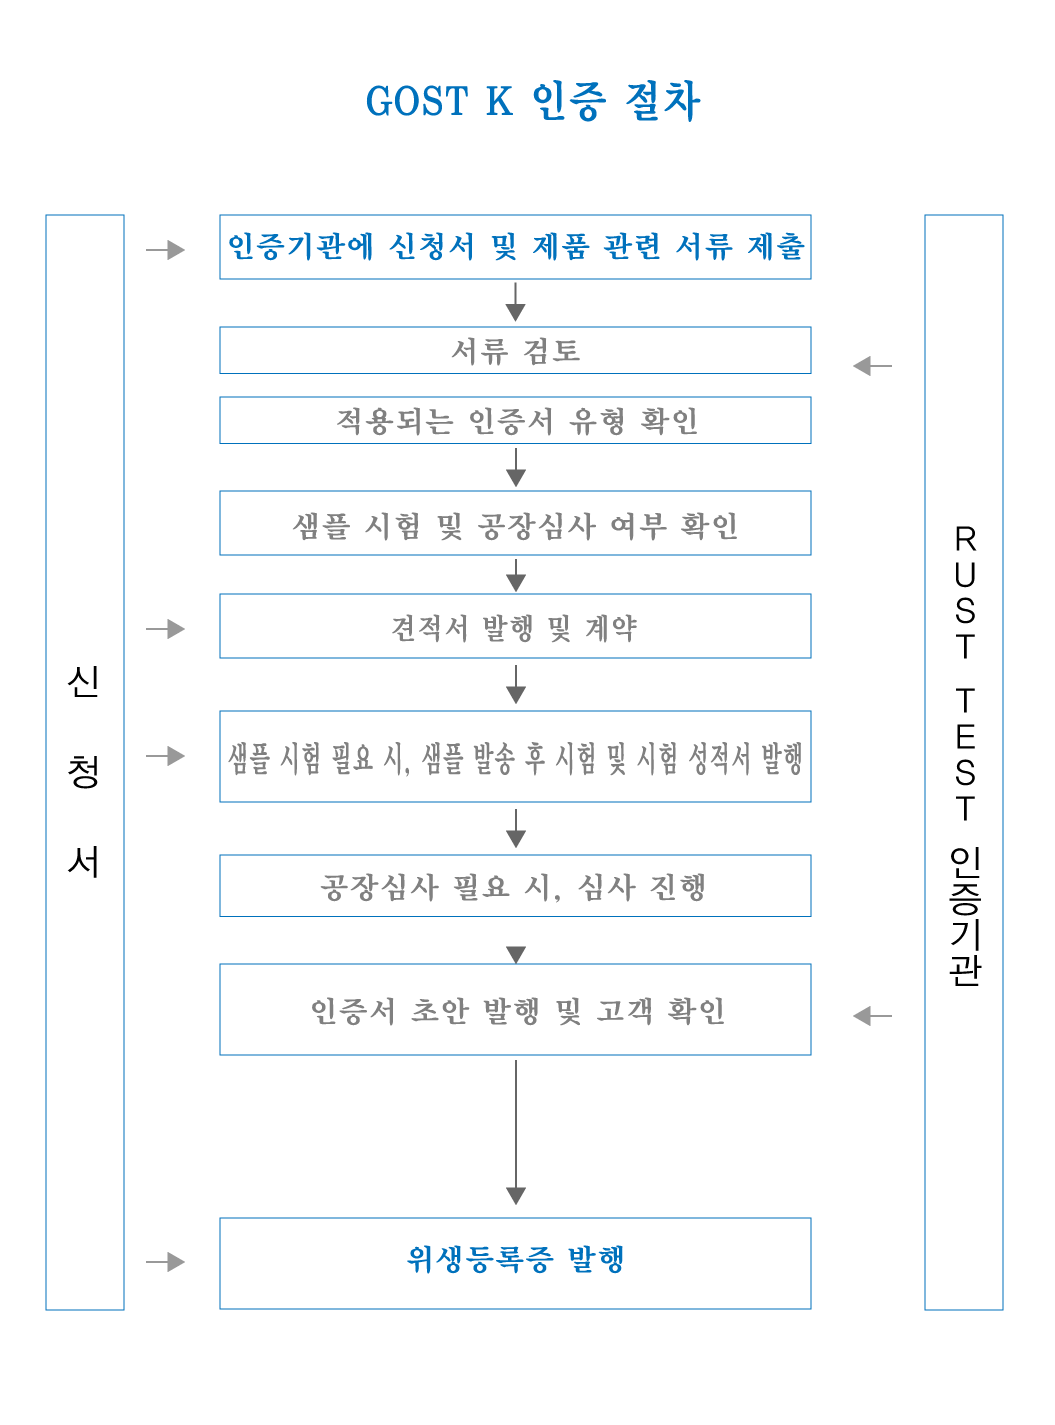 GOST K 인증 절차
인증기관에 신청서 및 제품 관련 서류 제출
서류 검토
적용되는 인증서 유형 확인
샘플 시험 및 공장심사 여부 확인
견적서 발행 및 계약
샘플 시험 필요 시, 샘플 발송 후 시험 및 시험 성적서 발행
공장심사 필요 시, 심사 진행
인증서 초안 발행 및 고객 확인
위생등록증 발행
신청서
RUST TEST 인증기관